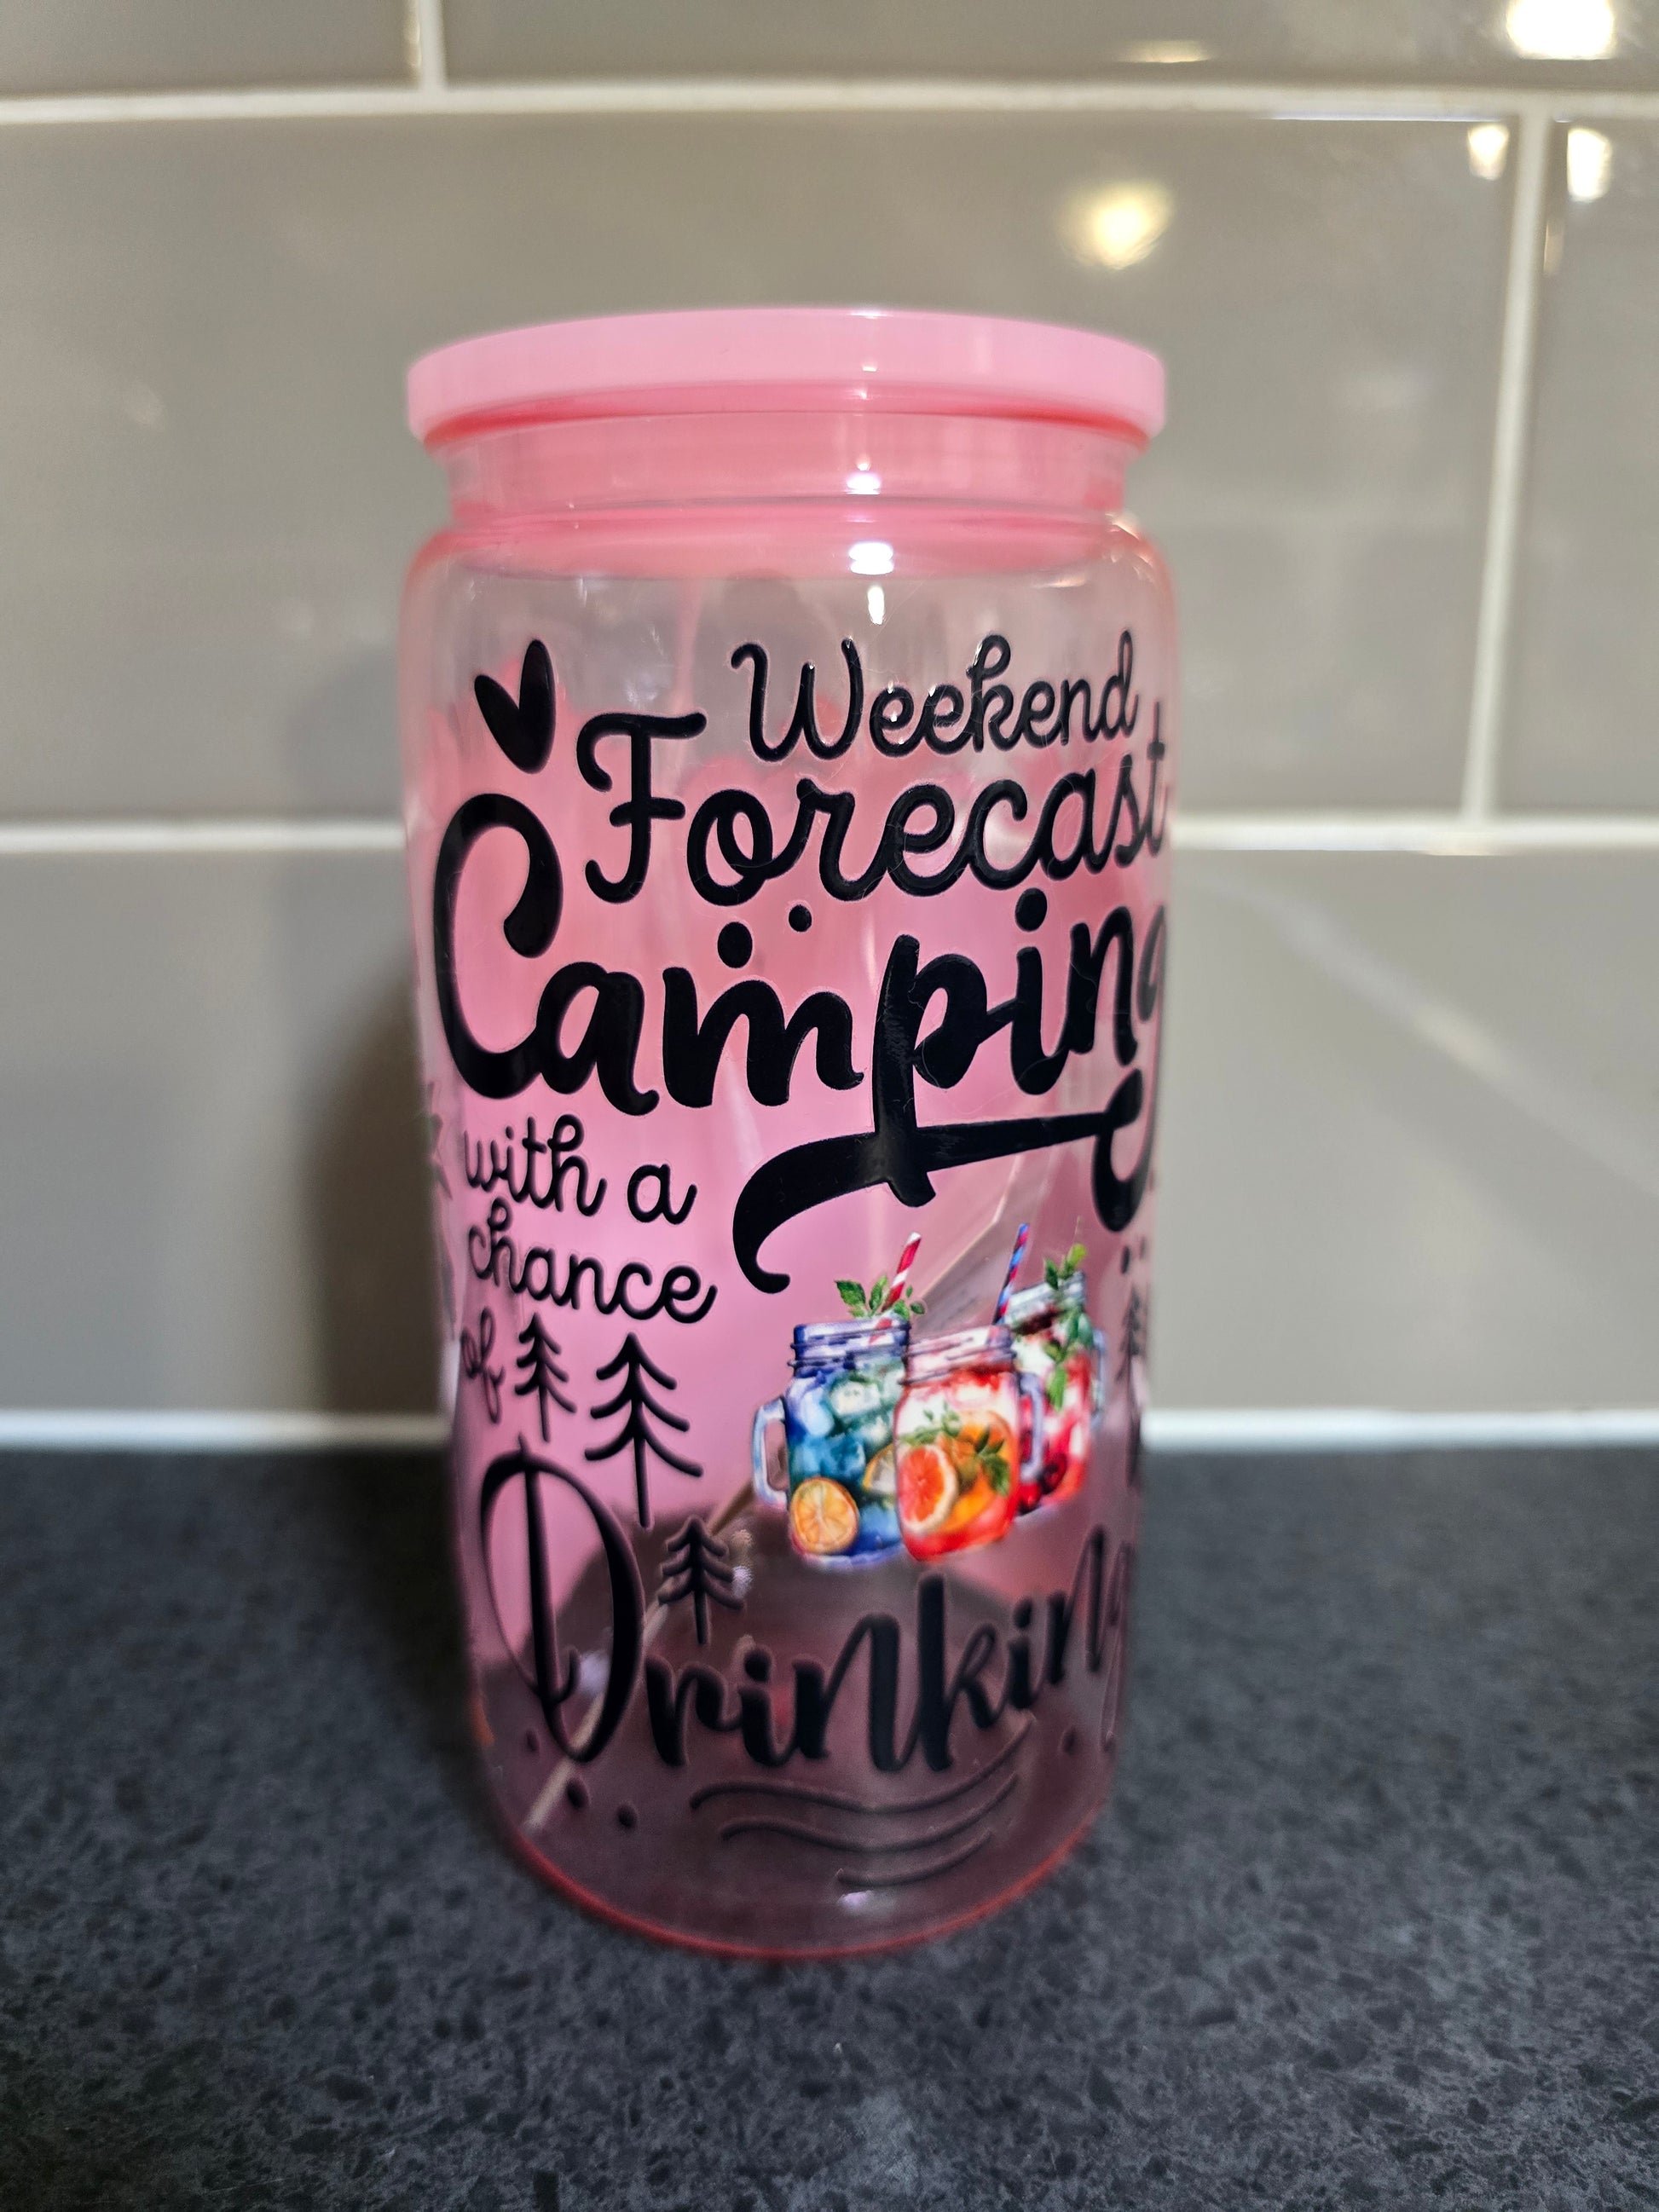 Weekend
Forecast
Camping
with a
chance
of
Drinking